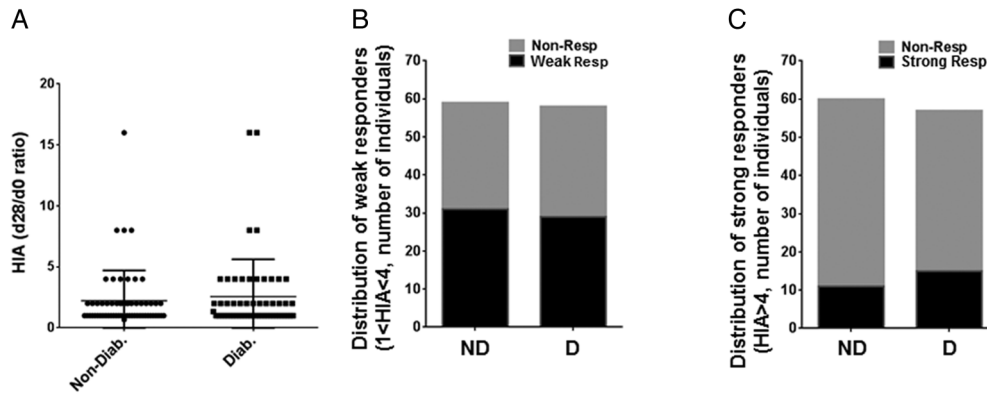 A
HIA (d28/d0 ratio)
20
15
10
5
0
Non-Diab.
Diab.
B
Distribution of weak responders
(1<HIA<4, number of individuals)
Non-Resp
Weak Resp
70
60
50
40
30
20
10
0
ND
D
C
Distribution of strong responders
(HIA>4, number of individuals)
Non-Resp
Strong Resp
70
60
50
40
30
20
10
0
ND
D